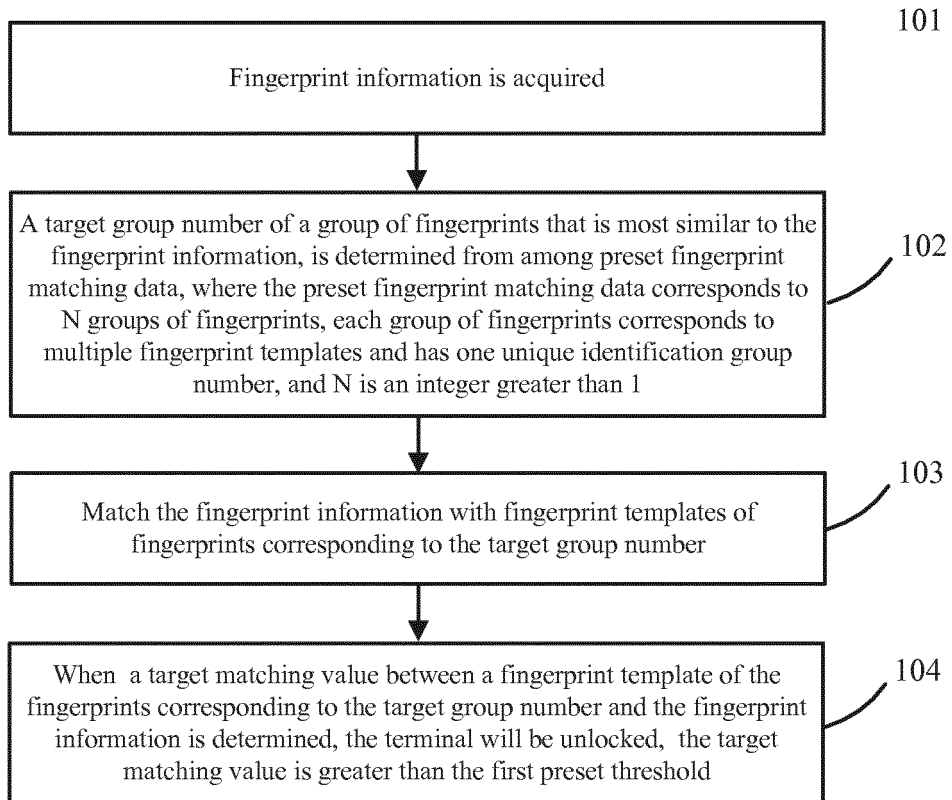 101
Fingerprint information is acquired
A target group number of a group of fingerprints that is most similar to the
fingerprint information, is determined from among preset fingerprint
matching data, where the preset fingerprint matching data corresponds to
N groups of fingerprints, each group of fingerprints corresponds to
multiple fingerprint templates and has one unique identification group
number, and N is an integer greater than 1
102
Match the fingerprint information with fingerprint templates of
fingerprints corresponding to the target group number
103
When a target matching value between a fingerprint template of the
fingerprints corresponding to the target group number and the fingerprint
information is determined, the terminal will be unlocked, the target
matching value is greater than the first preset threshold
104